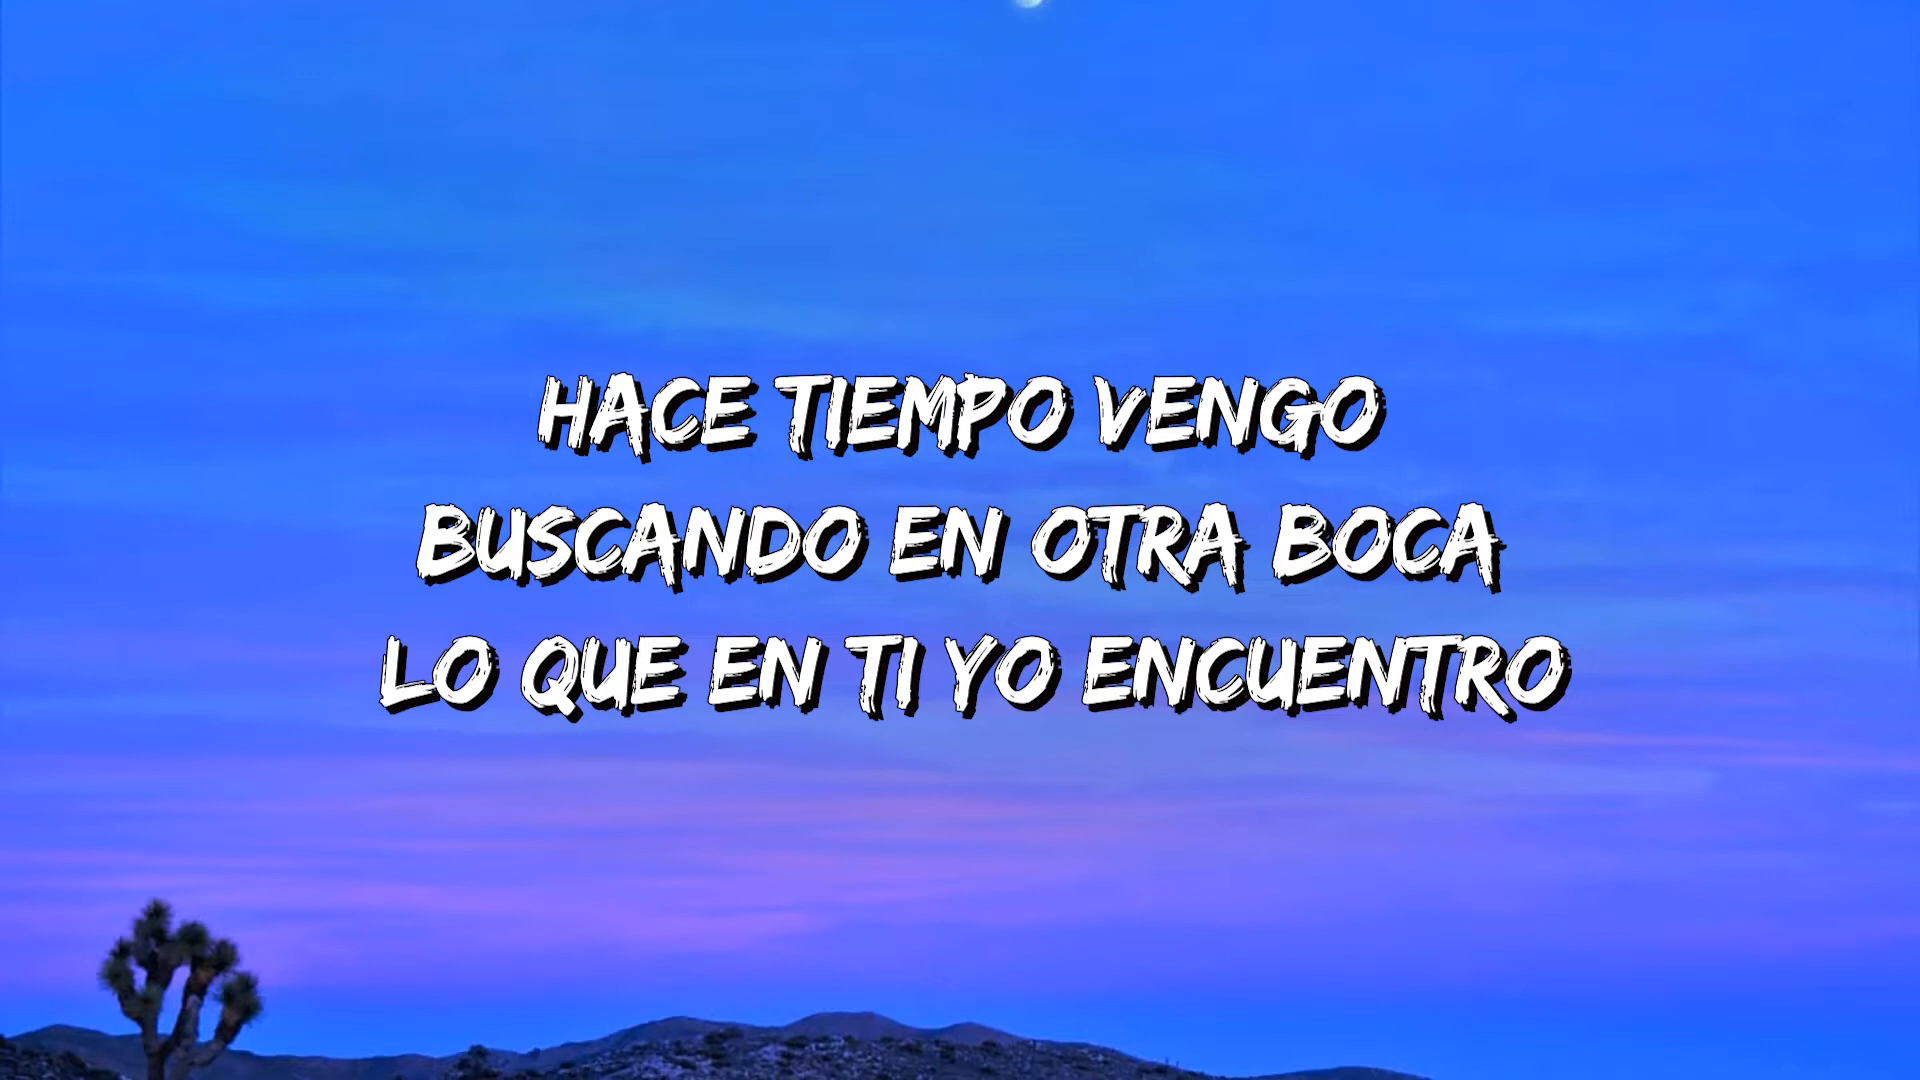 HACE TIEMPO VENGO
BUSCANDO EN OTRA BOCA
LO QUE EN TI YO ENCUENTRO